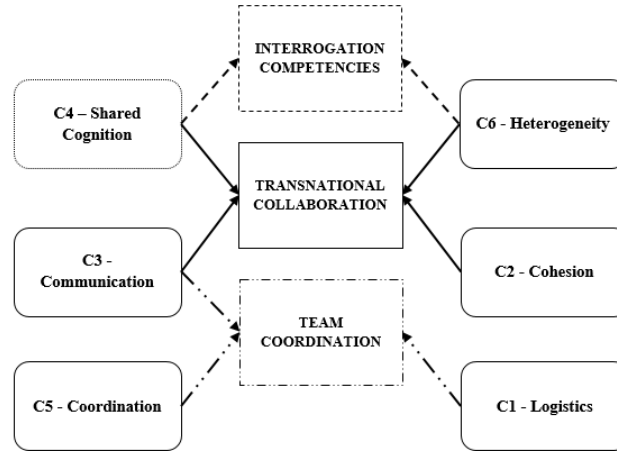 INTERROGATION
COMPETENCIES
C4 – Shared
Cognition
C6 - Heterogeneity
TRANSNATIONAL
COLLABORATION
C3 -
Communication
C2 - Cohesion
TEAM
COORDINATION
C5 - Coordination
C1 - Logistics